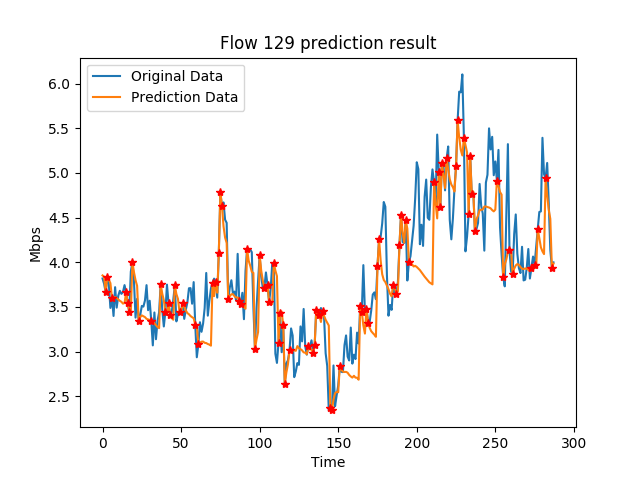 Flow 129 prediction result
Original Data
Prediction Data
Mbps
6.0
5.5
5.0
4.5
4.0
3.5
3.0
2.5
0 50 100 150 200 250 300
Time